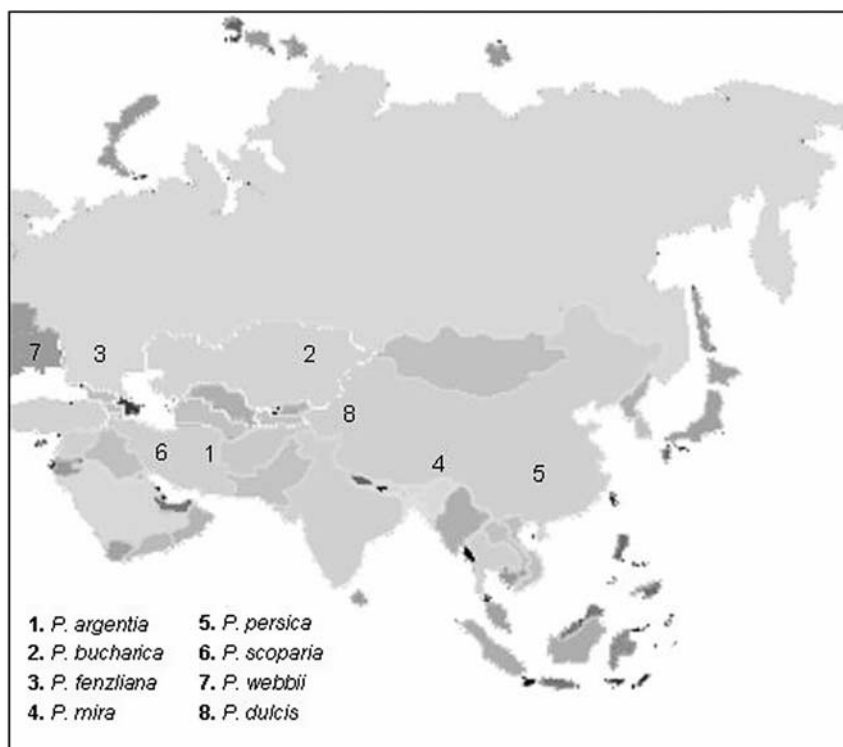 2
7
3
8
6
1
4
5
1. P. argentia
2. P. bucharica
3. P. fenzliana
4. P. mira
5. P. persica
6. P. scoparia
7. P. webbii
8. P. dulcis